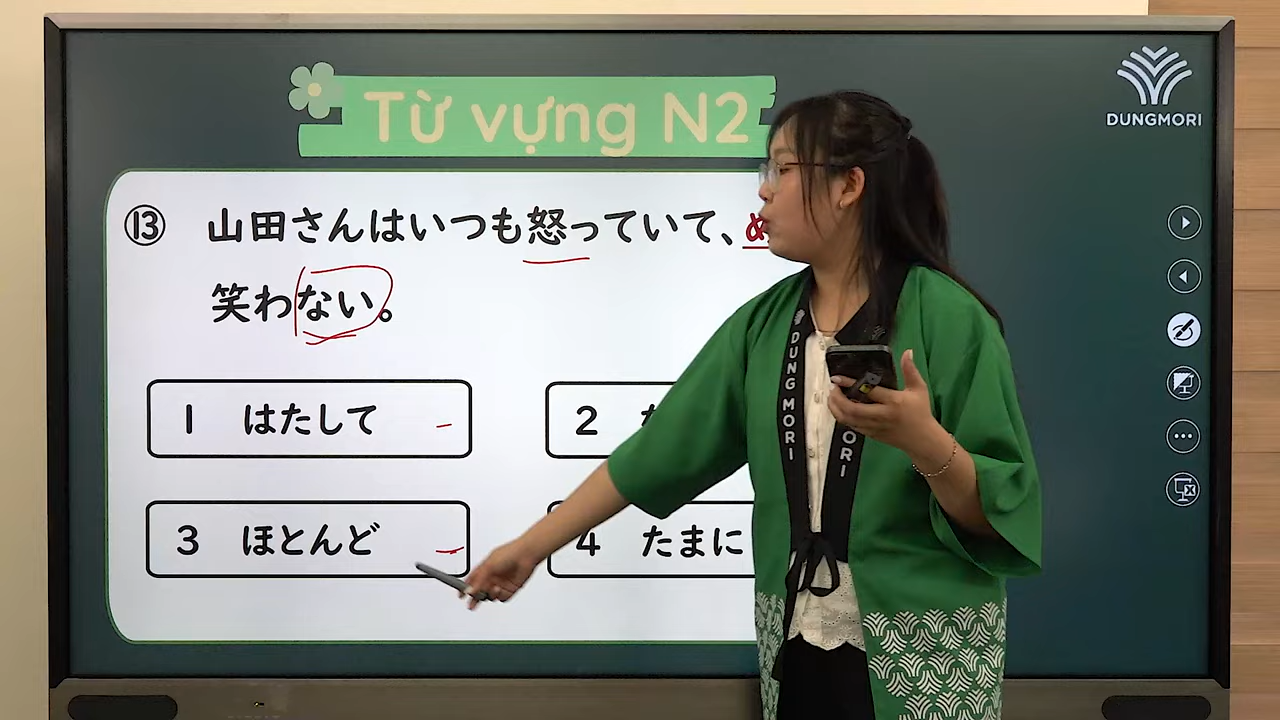 Từ vựng N2
DUNGMORI
⑬ 山田さんはいつも怒っていて、め
笑わない。
1 はたして
2
3 ほとんど
4 たまに
DUNG MORI
ORI